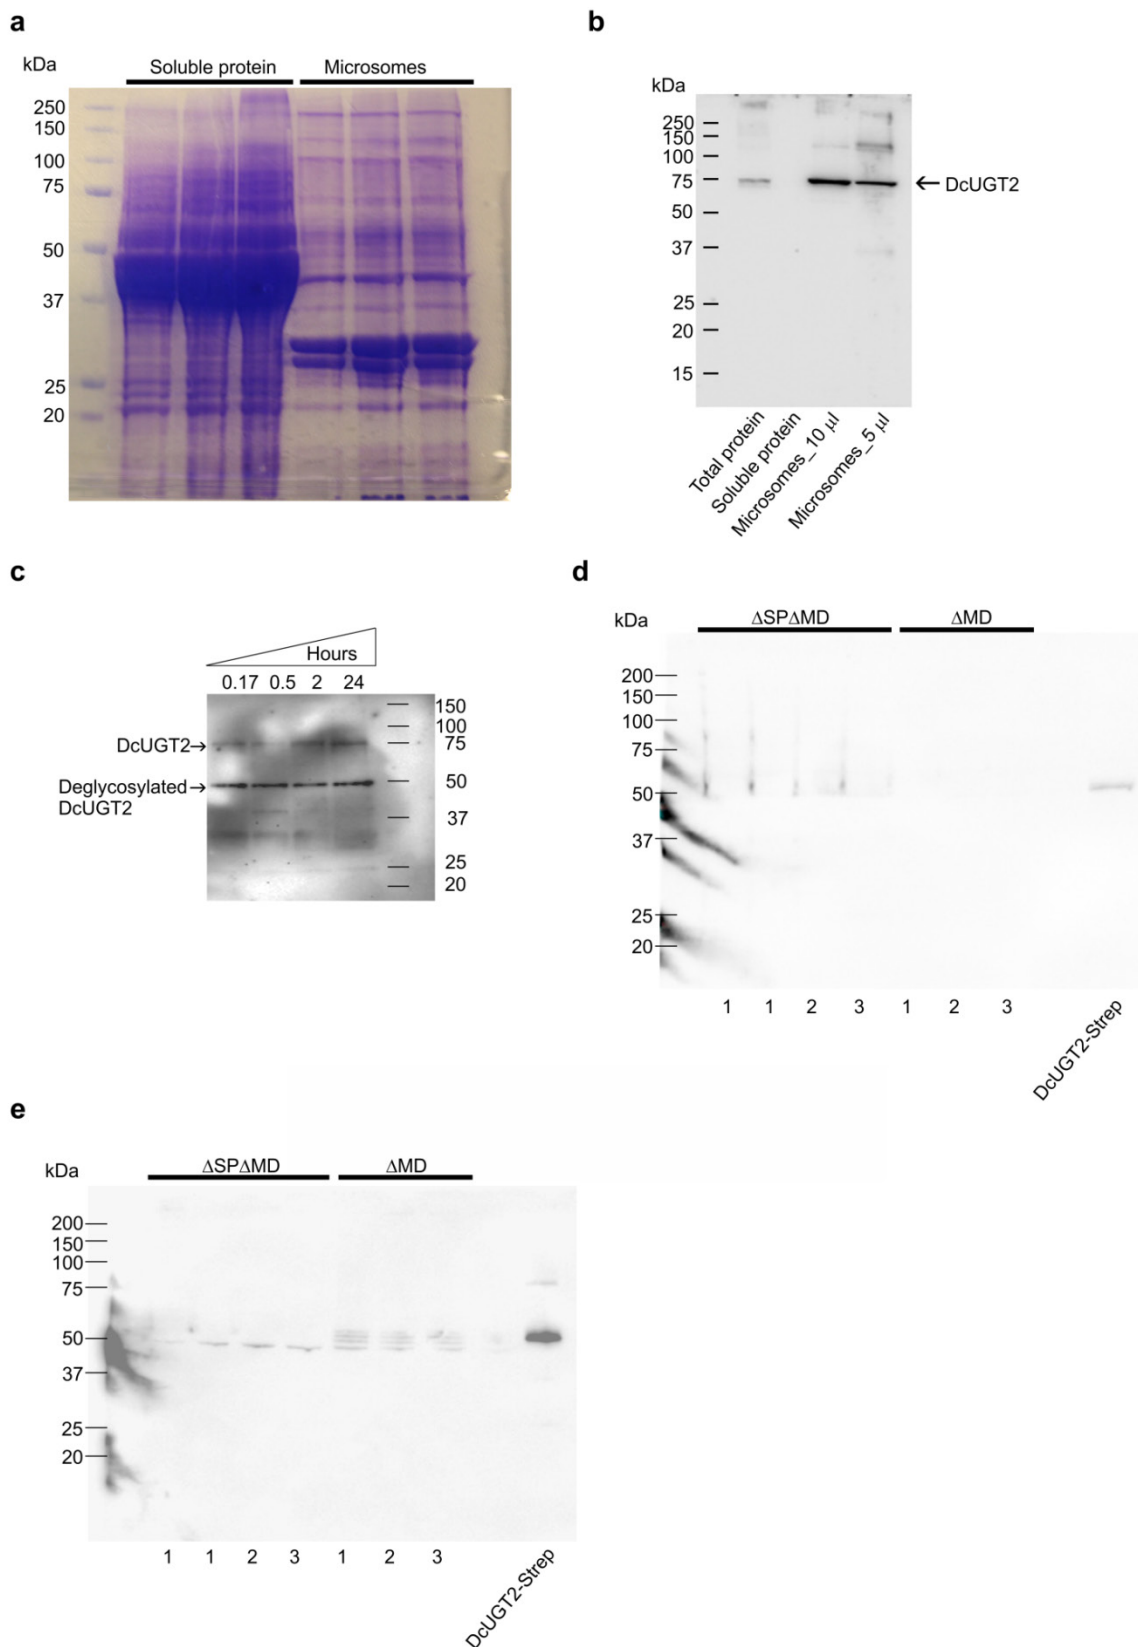 a
kDa
Soluble protein
Microsomes
250
150
100
75
50
37
25
20
b
kDa
250
150
100
75
50
37
25
20
15
DcUGT2
Total protein
Soluble protein
Microsomes_10 µl
Microsomes_5 µl
c
Hours
0.17 0.5 2 24
DcUGT2
Deglycosylated
DcUGT2
150
100
75
50
37
25
20
d
kDa
ΔSPΔMD
ΔMD
200
150
100
75
50
37
25
20
1 1 2 3 1 2 3
DcUGT2-Strep
e
kDa
ΔSPΔMD
ΔMD
200
150
100
75
50
37
25
20
1 1 2 3 1 2 3
DcUGT2-Strep